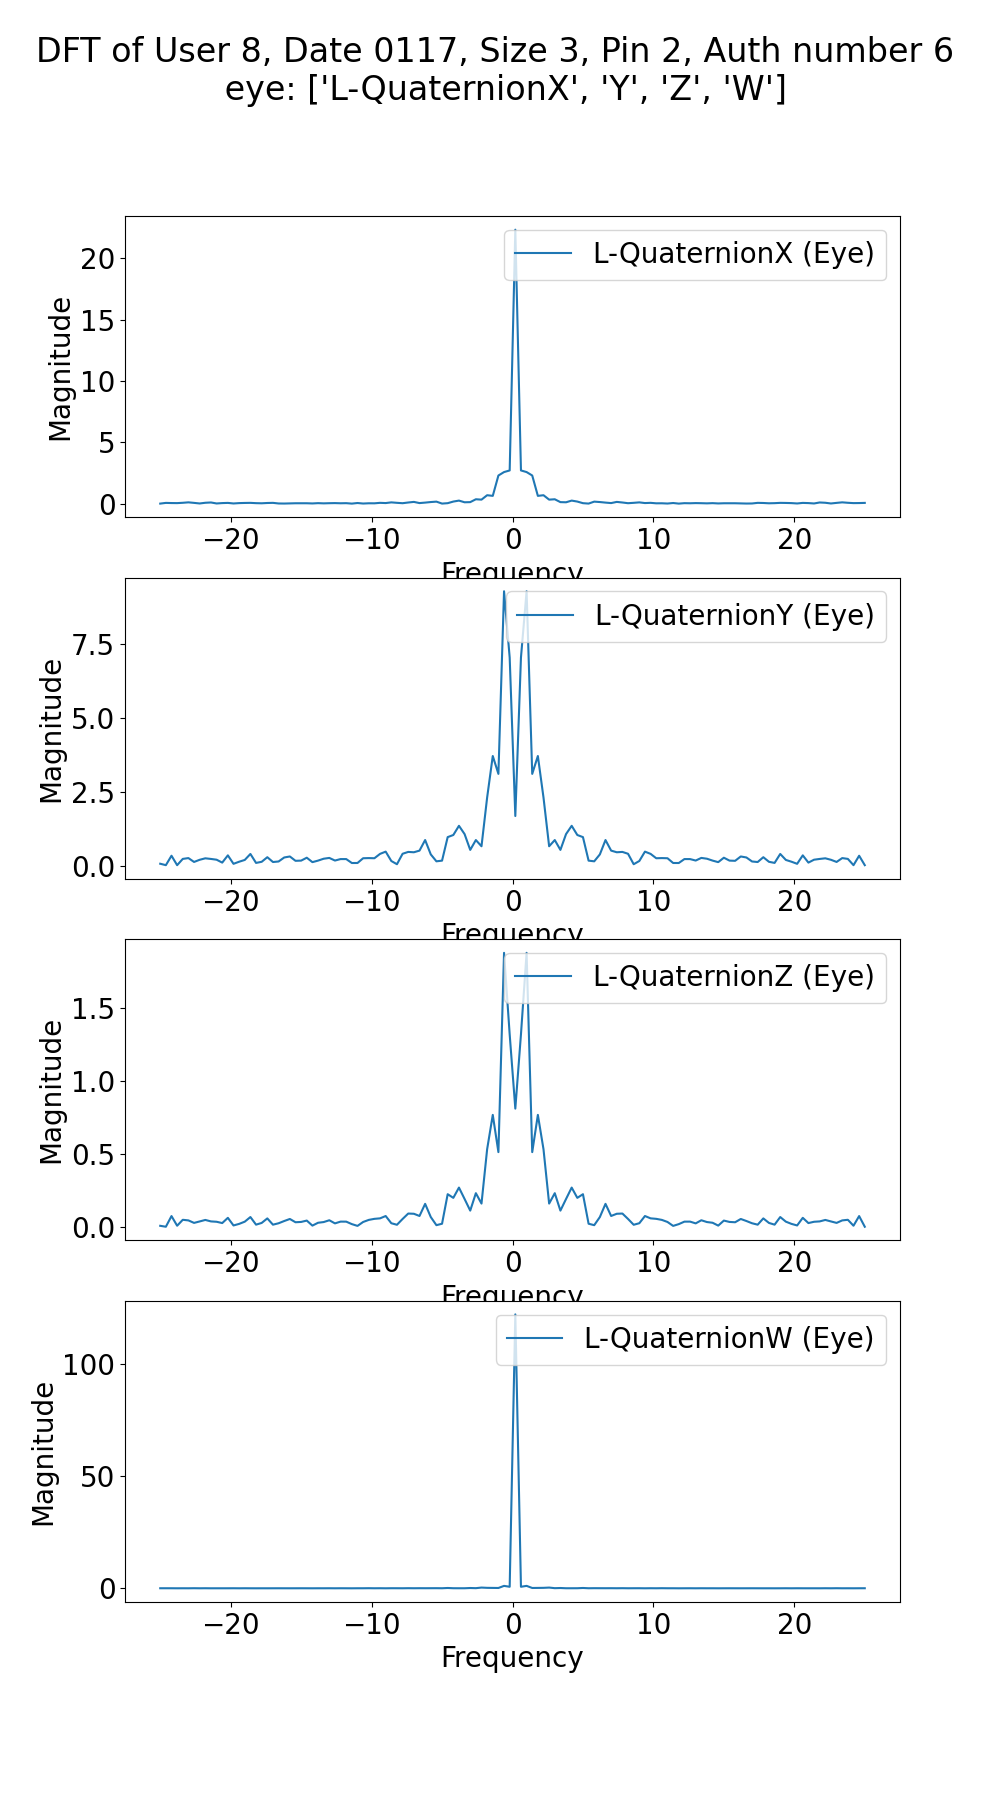 DFT of User 8, Date 0117, Size 3, Pin 2, Auth number 6
eye: ['L-QuaternionX', 'Y', 'Z', 'W']
L-QuaternionX (Eye)
Magnitude
20
15
10
5
0
−20 −10 0 10 20
Frequency
L-QuaternionY (Eye)
Magnitude
7.5
5.0
2.5
0.0
−20 −10 0 10 20
Frequency
L-QuaternionZ (Eye)
Magnitude
1.5
1.0
0.5
0.0
−20 −10 0 10 20
Frequency
L-QuaternionW (Eye)
Magnitude
100
50
0
−20 −10 0 10 20
Frequency